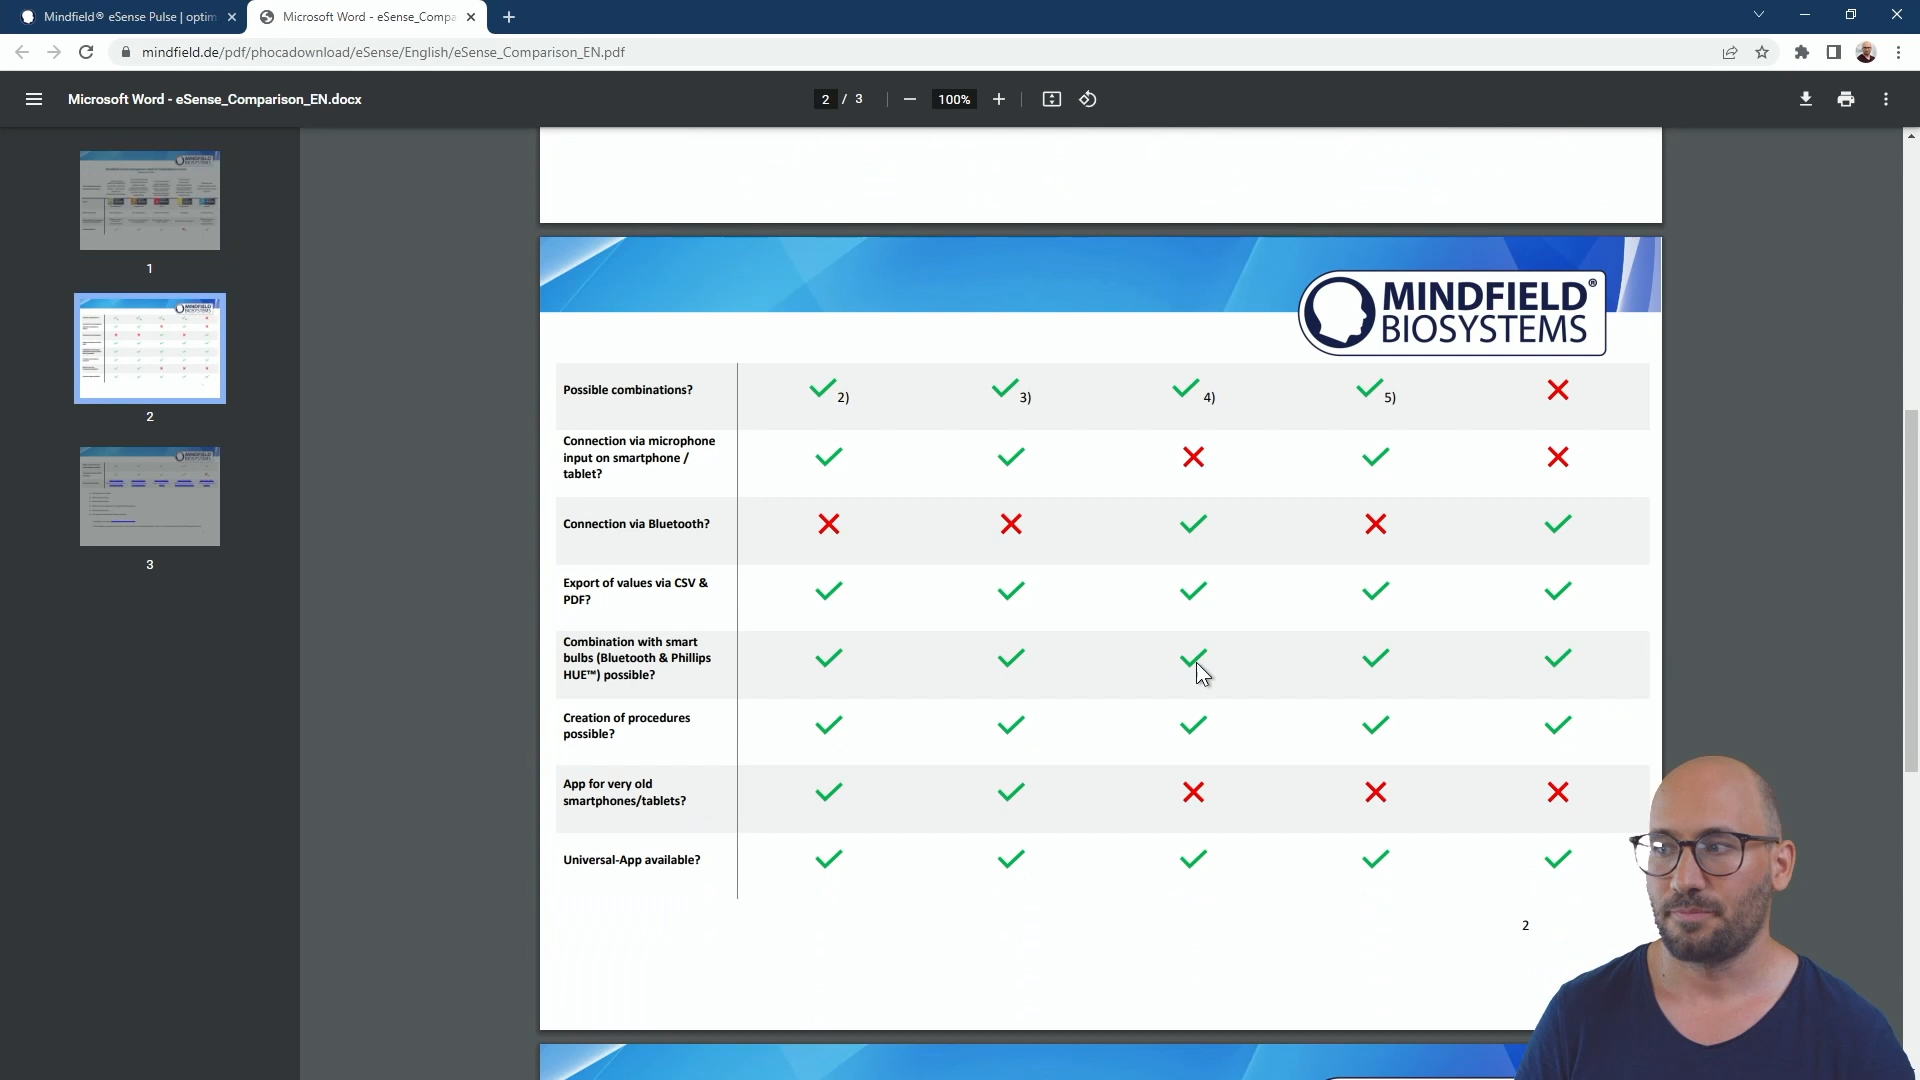 Mindfield® eSense Pulse | optim
Microsoft Word - eSense_Compa
mindfield.de/pdf/phocadownload/eSense/English/eSense_Comparison_EN.pdf
Microsoft Word - eSense_Comparison_EN.docx
2 / 3
100%
1
2
3
MINDFIELD®
BIOSYSTEMS
Possible combinations?
2)
3)
4)
5)
Connection via microphone
input on smartphone /
tablet?
Connection via Bluetooth?
Export of values via CSV &
PDF?
Combination with smart
bulbs (Bluetooth & Phillips
HUE™) possible?
Creation of procedures
possible?
App for very old
smartphones/tablets?
Universal-App available?
2